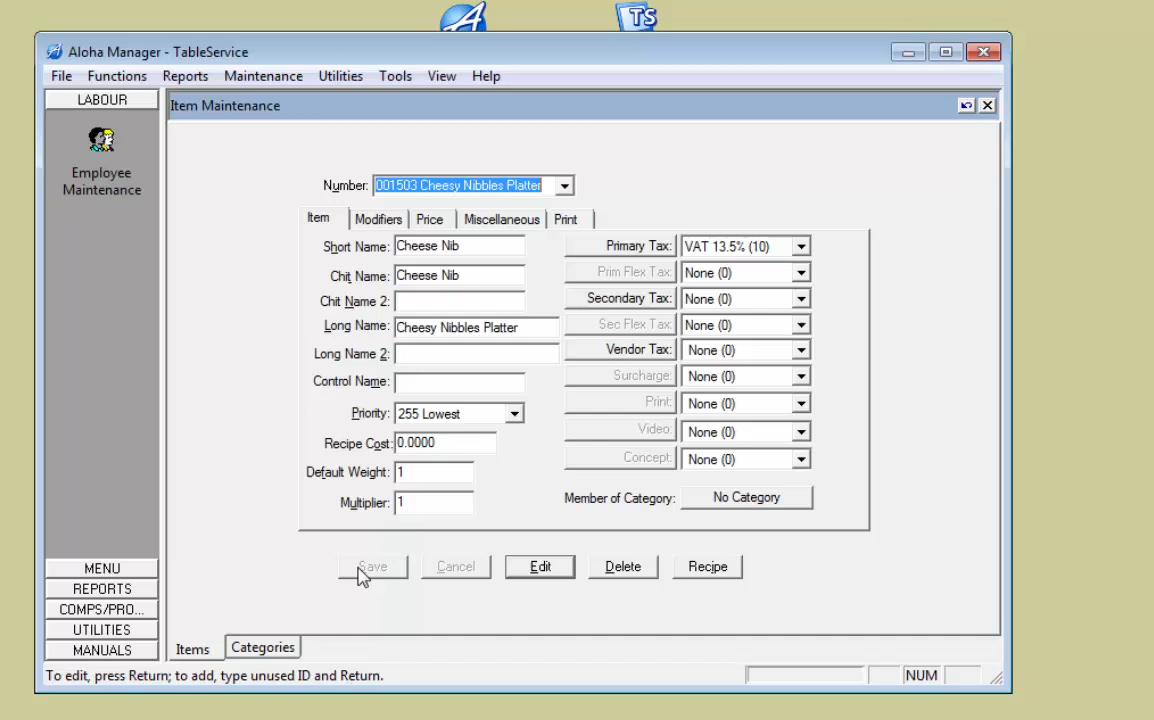 TS
Aloha Manager - TableService
File Functions Reports Maintenance Utilities Tools View Help
LABOUR
Item Maintenance
Employee
Maintenance
Number: 001503 Cheesy Nibbles Platter
Item Modifiers Price Miscellaneous Print
Short Name: Cheese Nib Primary Tax: VAT 13.5% (10)
Chit Name: Cheese Nib Prim Flex Tax: None (0)
Chit Name 2: Secondary Tax: None (0)
Long Name: Cheesy Nibbles Platter Sec Flex Tax: None (0)
Long Name 2: Vendor Tax: None (0)
Control Name: Surcharge: None (0)
Priority: 255 Lowest Print: None (0)
Recipe Cost: 0.0000 Video: None (0)
Default Weight: 1 Concept: None (0)
Multiplier: 1 Member of Category: No Category
Save Cancel Edit Delete Recipe
MENU
REPORTS
COMPS/PRO...
UTILITIES
MANUALS
Items Categories
To edit, press Return; to add, type unused ID and Return. NUM